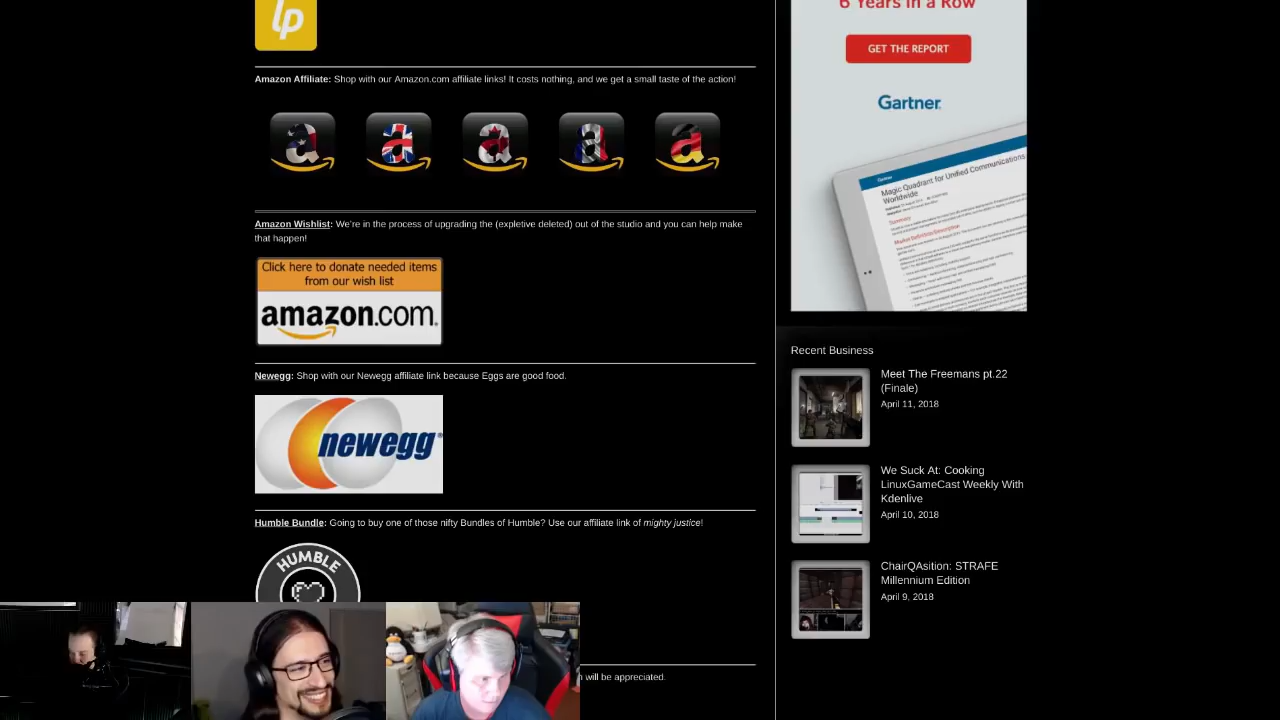 lp
Amazon Affiliate: Shop with our Amazon.com affiliate links! It costs nothing, and we get a small taste of the action!
a a a a a
Amazon Wishlist: We're in the process of upgrading the (expletive deleted) out of the studio and you can help make
that happen!
Click here to donate needed items
from our wish list
amazon.com.
Newegg: Shop with our Newegg affiliate link because Eggs are good food.
newegg
Humble Bundle: Going to buy one of those nifty Bundles of Humble? Use our affiliate link of mighty justice!
HUMBLE
will be appreciated.
6 Years in a Row
GET THE REPORT
Gartner
Gartner
Magic Quadrant for Unified Communications
Worldwide
Summary
Recent Business
Meet The Freemans pt.22
(Finale)
April 11, 2018
We Suck At: Cooking
LinuxGameCast Weekly With
Kdenlive
April 10, 2018
ChairQAsition: STRAFE
Millennium Edition
April 9, 2018